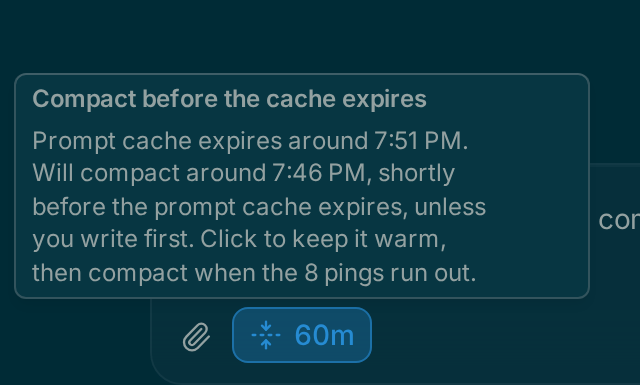 Compact before the cache expires
Prompt cache expires around 7:51 PM.
Will compact around 7:46 PM, shortly
before the prompt cache expires, unless
you write first. Click to keep it warm,
then compact when the 8 pings run out.
60m